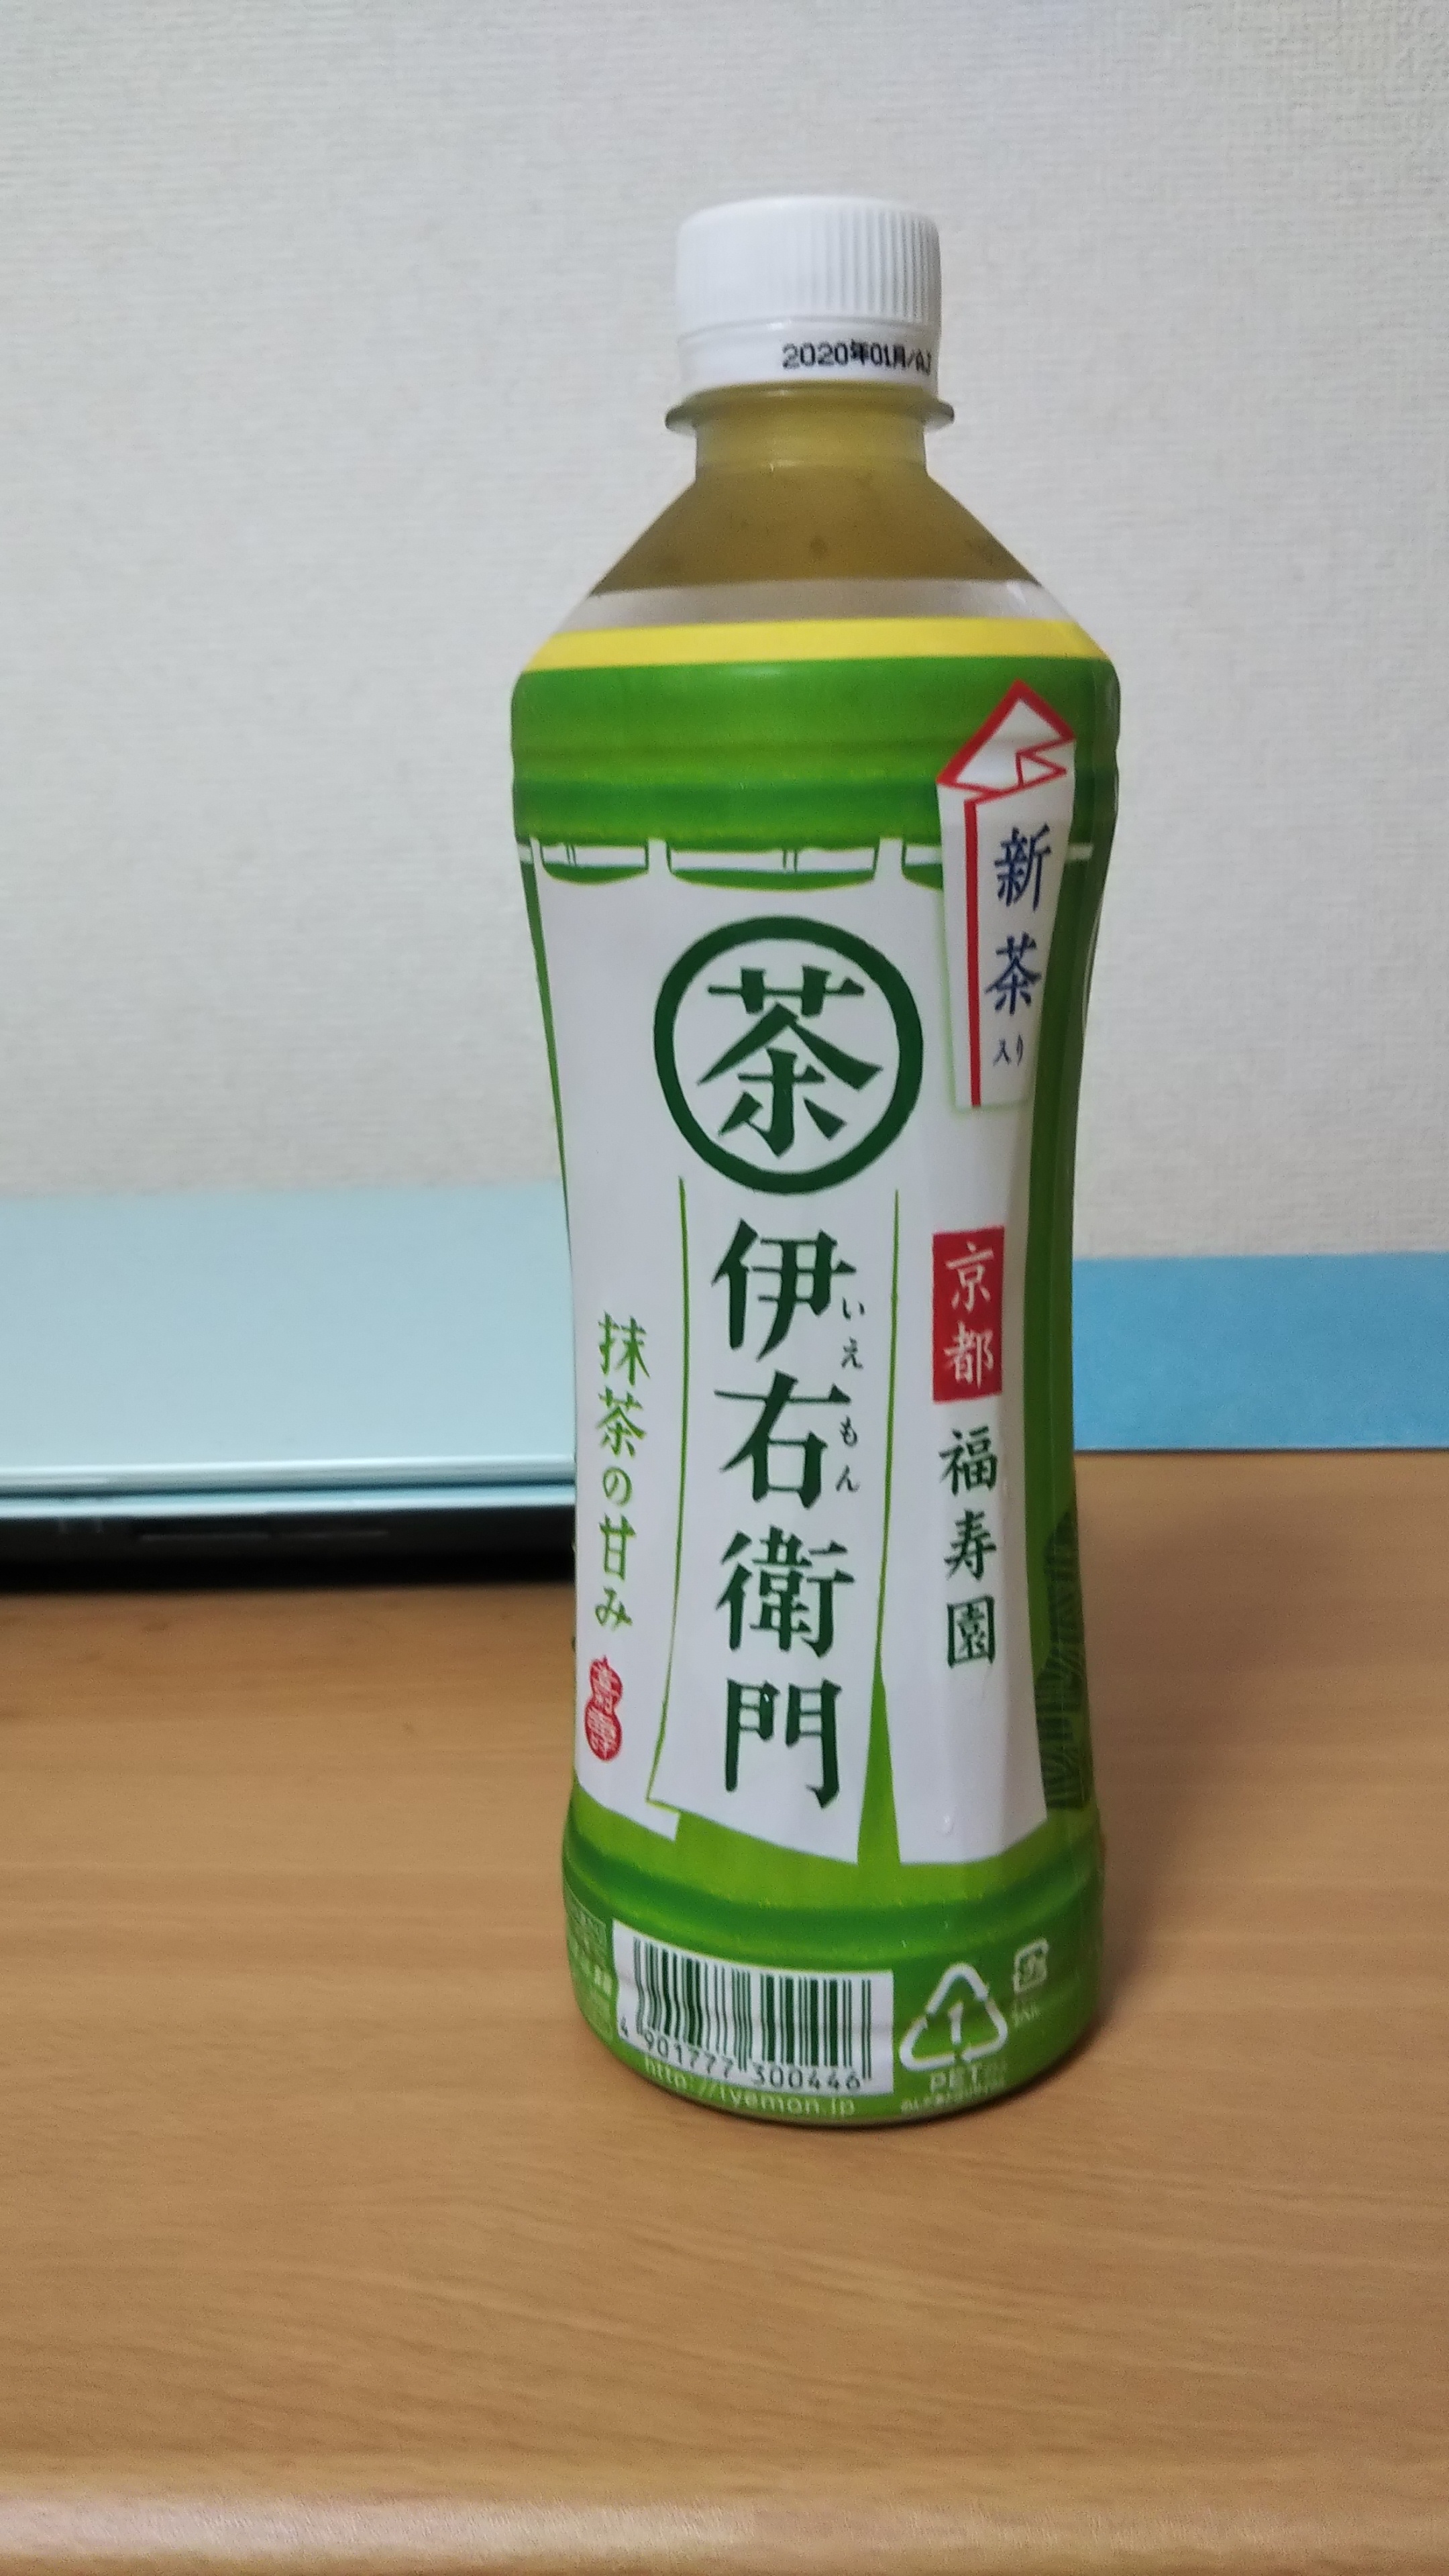 2020年01月/AJ
新茶入り
茶
京都
福寿園
伊右衛門
いえもん
抹茶の甘み
4 901777 300446
http://iyemon.jp
1
PET